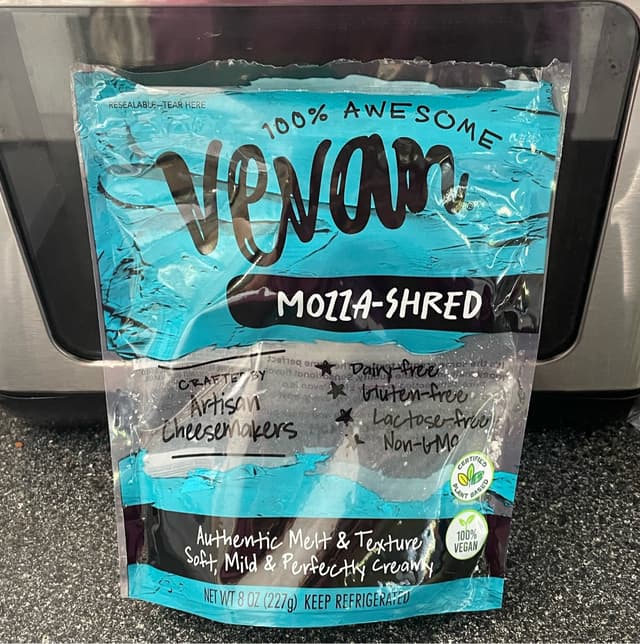 RESEALABLE—TEAR HERE
100% AWESOME
vevan
MOZZA-SHRED
CRAFTED BY
Artisan
Cheesemakers
Dairy-free
Gluten-free
Lactose-free
Non-GMO
CERTIFIED
PLANT BASED
100%
VEGAN
Authentic Melt & Texture
Soft, Mild & Perfectly Creamy
NET WT 8 OZ (227g) KEEP REFRIGERATED